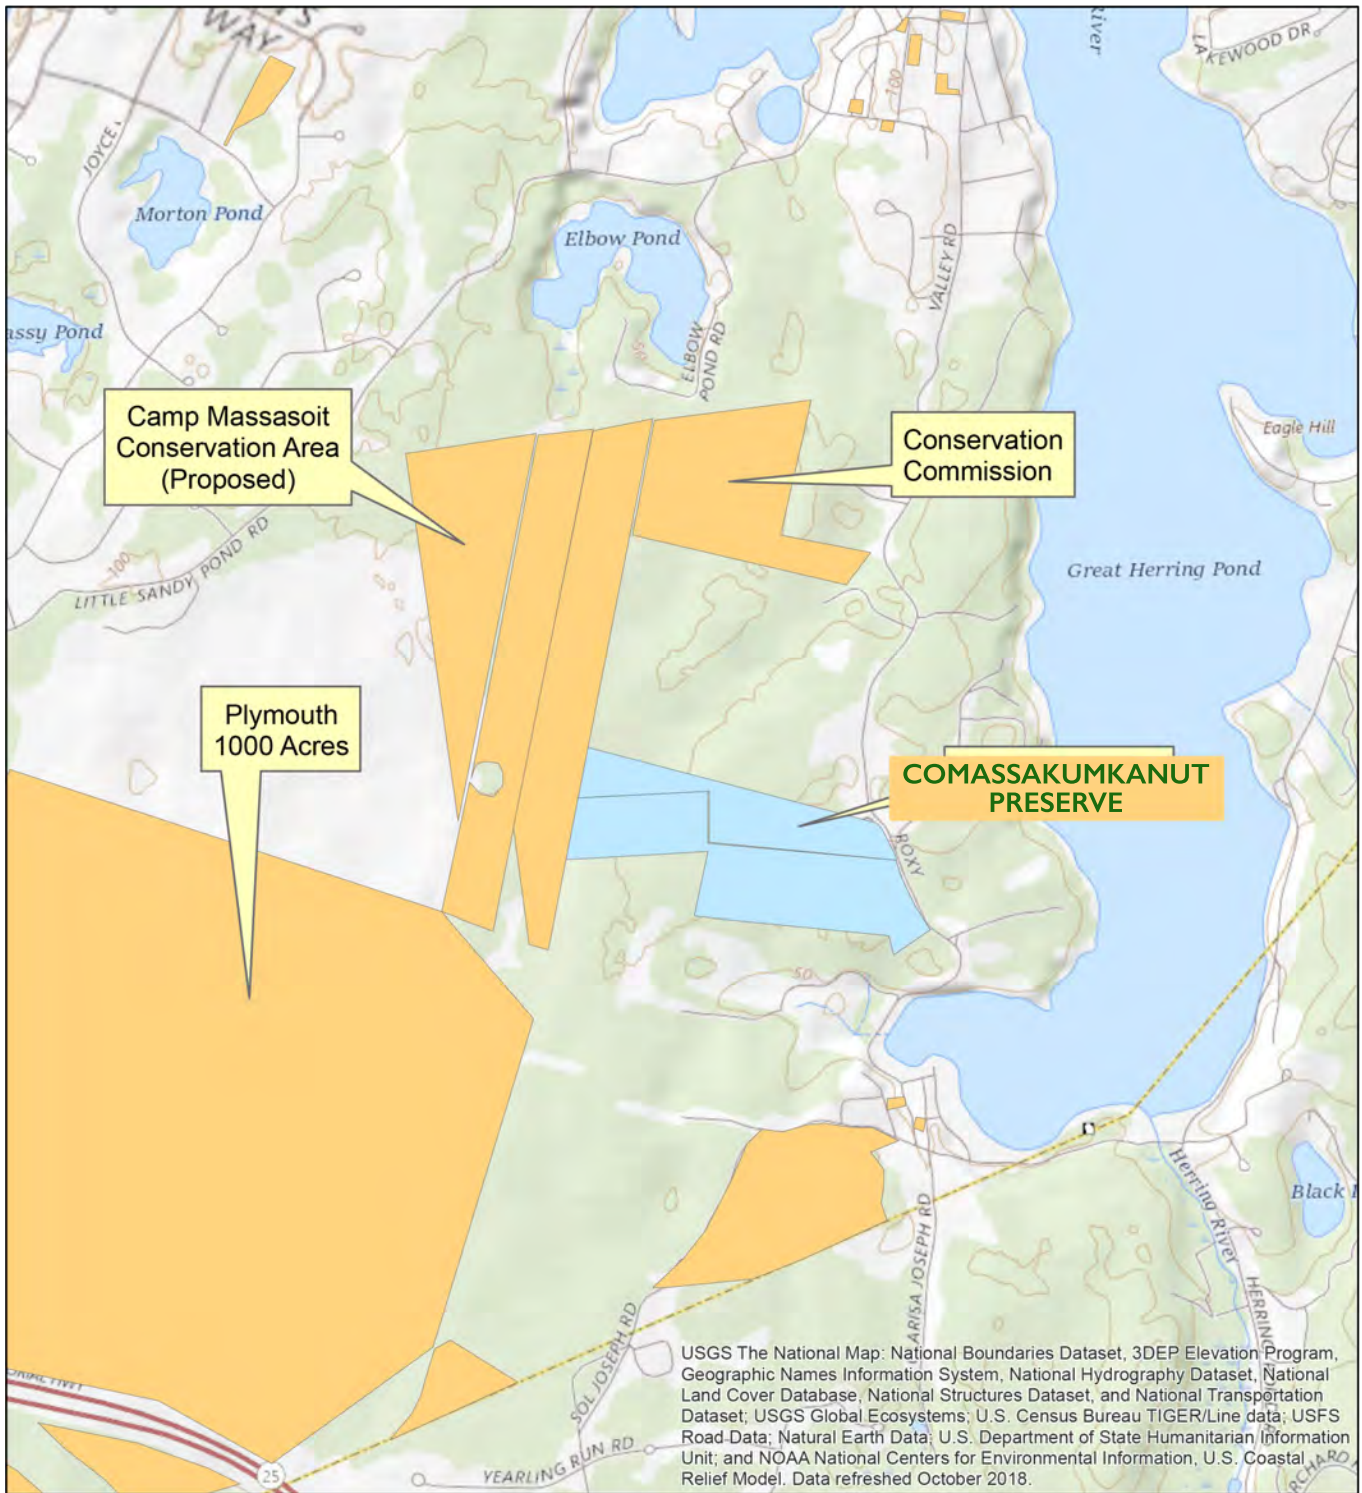 WAY
JOYCE
River
LAKEWOOD DR
100
Morton Pond
Elbow Pond
VALLEY RD
assy Pond
50
ELBOW
POND RD
Camp Massasoit
Conservation Area
(Proposed)
Conservation
Commission
Eagle Hill
100
LITTLE SANDY POND RD
Great Herring Pond
Plymouth
1000 Acres
COMASSAKUMKANUT
PRESERVE
ROXY
50
Herring River
Black
CLARISA JOSEPH RD
SOL JOSEPH RD
HERRING
YEARLING RUN RD
25
USGS The National Map: National Boundaries Dataset, 3DEP Elevation Program,
Geographic Names Information System, National Hydrography Dataset, National
Land Cover Database, National Structures Dataset, and National Transportation
Dataset; USGS Global Ecosystems; U.S. Census Bureau TIGER/Line data; USFS
Road Data; Natural Earth Data; U.S. Department of State Humanitarian Information
Unit; and NOAA National Centers for Environmental Information, U.S. Coastal
Relief Model. Data refreshed October 2018.